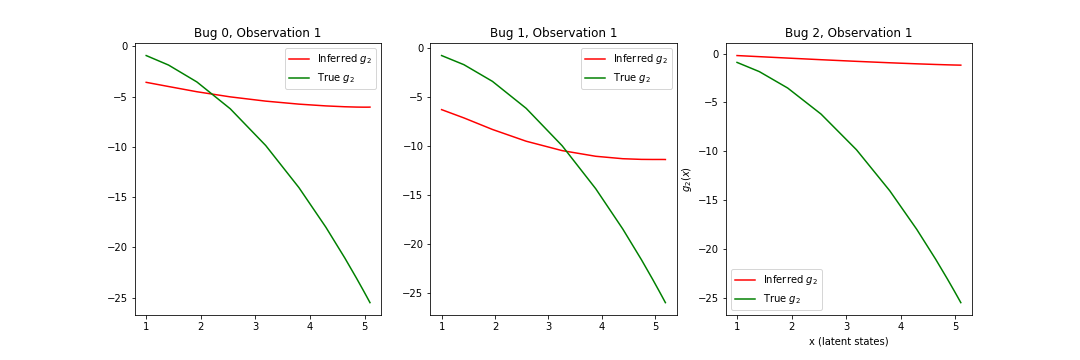 Bug 0, Observation 1
Inferred g₂
True g₂
0
−5
−10
−15
−20
−25
1 2 3 4 5
Bug 1, Observation 1
Inferred g₂
True g₂
0
−5
−10
−15
−20
−25
1 2 3 4 5
Bug 2, Observation 1
g₂(x)
0
−5
−10
−15
−20
−25
Inferred g₂
True g₂
1 2 3 4 5
x (latent states)